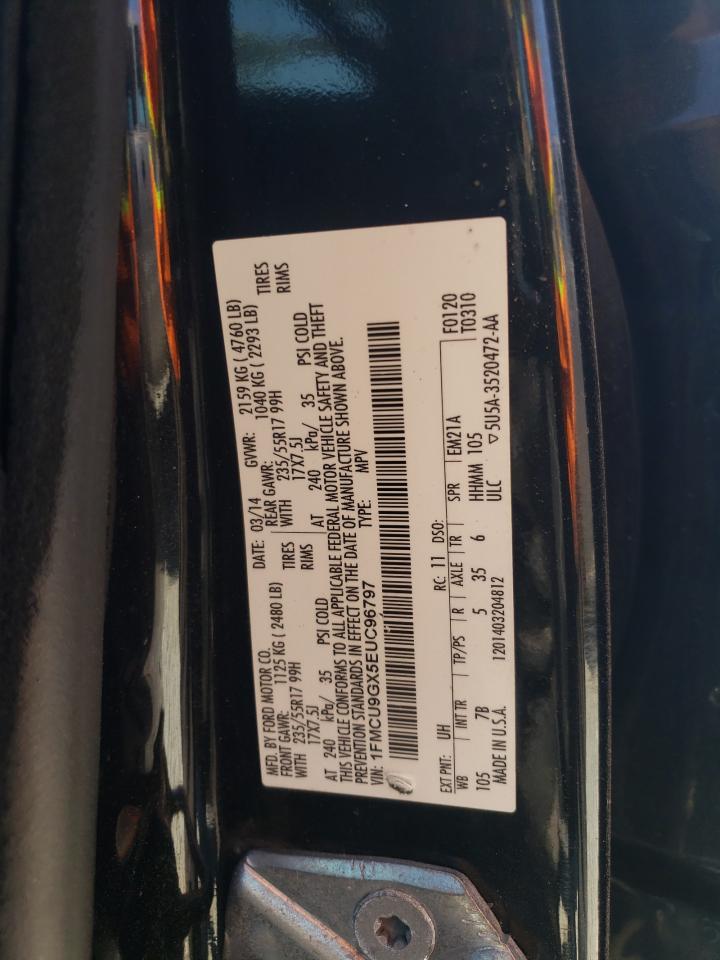 MFD. BY FORD MOTOR CO. DATE: 03/14 GVWR: 2159 KG ( 4760 LB)
FRONT GAWR: 1125 KG ( 2480 LB) REAR GAWR: 1040 KG ( 2293 LB)
WITH 235/55R17 99H TIRES WITH 235/55R17 99H TIRES
17X7.5J RIMS 17X7.5J RIMS
AT 240 kPa/ 35 PSI COLD AT 240 kPa/ 35 PSI COLD
THIS VEHICLE CONFORMS TO ALL APPLICABLE FEDERAL MOTOR VEHICLE SAFETY AND THEFT
PREVENTION STANDARDS IN EFFECT ON THE DATE OF MANUFACTURE SHOWN ABOVE.
VIN: 1FMCU9GX5EUC96797 TYPE: MPV
EXT PNT: UH RC: 11 DSO: F0120
WB INT TR TP/PS R AXLE TR SPR EM21A T0310
105 7B 5 35 6 HHMM 105
MADE IN U.S.A. 1201403204812 ULC ▽5U5A-3520472-AA